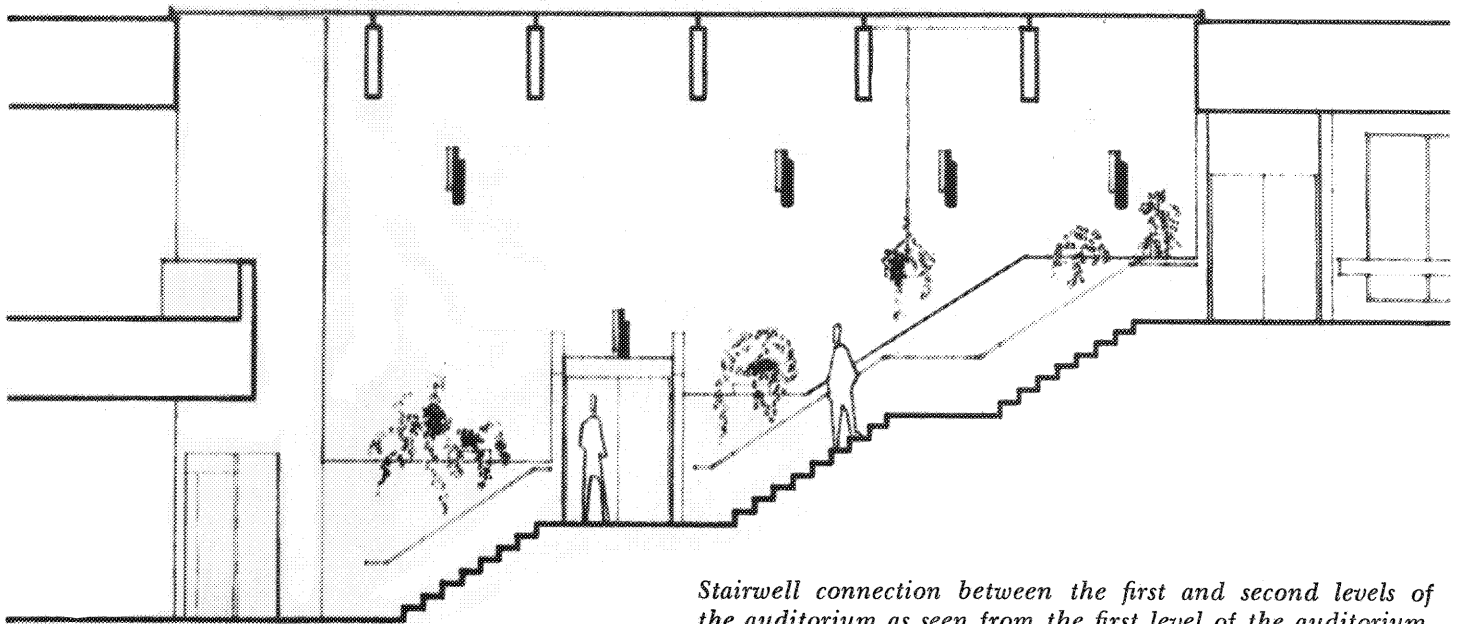 Stairwell connection between the first and second levels of
the auditorium as seen from the first level of the auditorium.